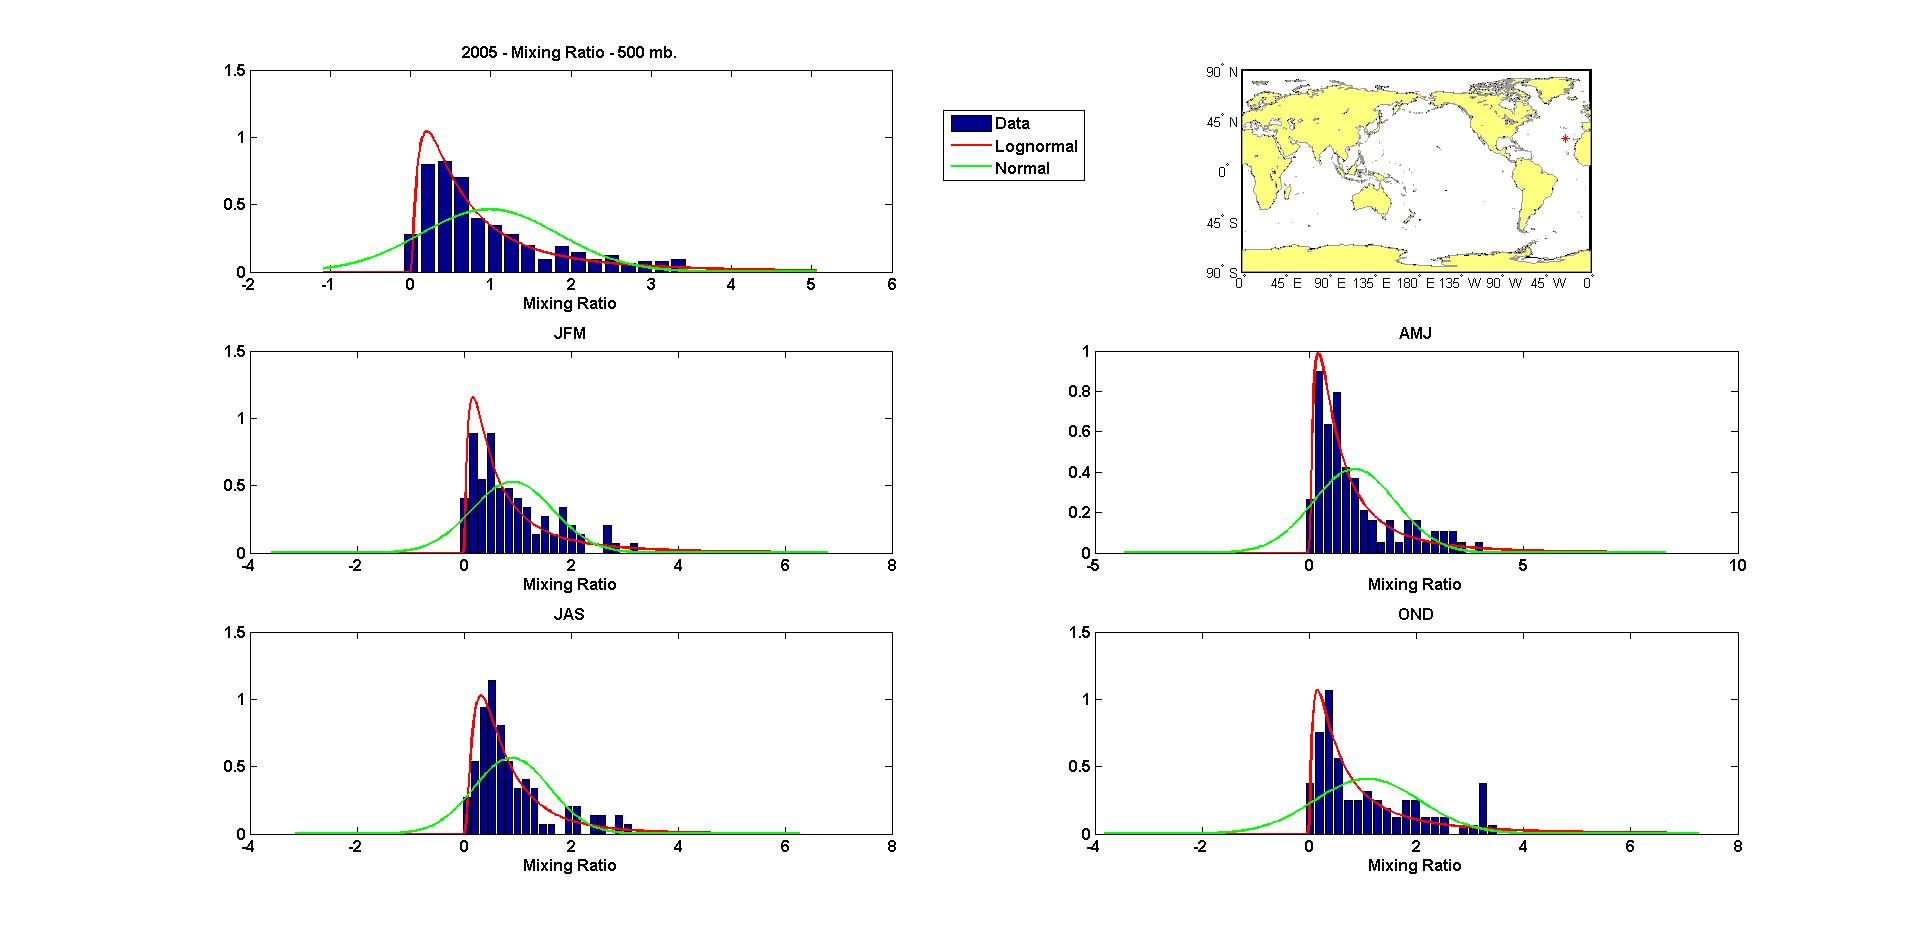 2005 - Mixing Ratio - 500 mb.
1.5
1
0.5
0
-2 -1 0 1 2 3 4 5 6
Mixing Ratio
Data
Lognormal
Normal
90° N
45° N
0°
45° S
90° S
0° 45° E 90° E 135° E 180° E 135° W 90° W 45° W 0°
JFM
1.5
1
0.5
0
-4 -2 0 2 4 6 8
Mixing Ratio
AMJ
1
0.8
0.6
0.4
0.2
0
-5 0 5 10
Mixing Ratio
JAS
1.5
1
0.5
0
-4 -2 0 2 4 6 8
Mixing Ratio
OND
1.5
1
0.5
0
-4 -2 0 2 4 6 8
Mixing Ratio